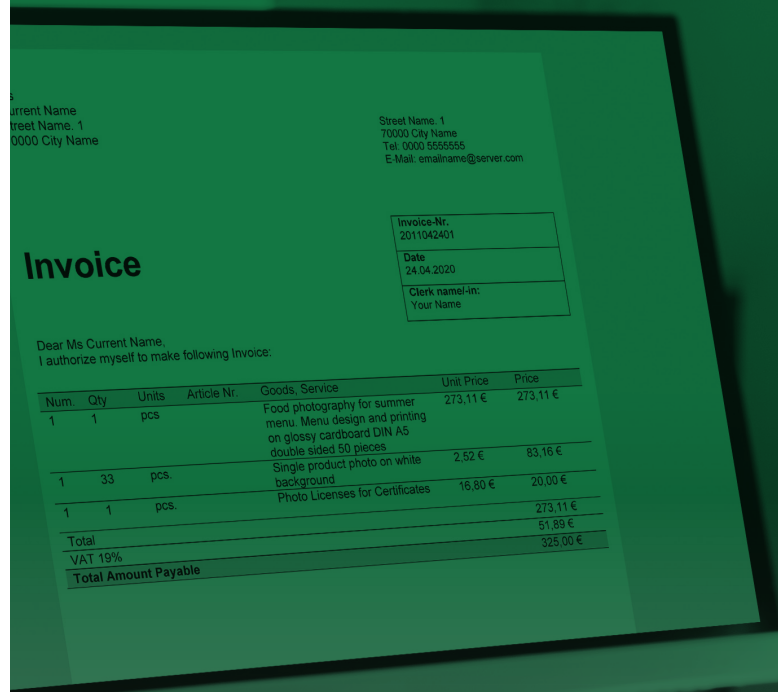 s
urrent Name
treet Name. 1
0000 City Name
Street Name. 1
70000 City Name
Tel: 0000 5555555
E-Mail: emailname@server.com
Invoice-Nr.
2011042401
Date
24.04.2020
Clerk name/-in:
Your Name
Invoice
Dear Ms Current Name,
I authorize myself to make following Invoice:
Num. Qty Units Article Nr. Goods, Service Unit Price Price
1 1 pcs Food photography for summer 273,11 € 273,11 €
menu. Menu design and printing
on glossy cardboard DIN A5
double sided 50 pieces
1 33 pcs. Single product photo on white 2,52 € 83,16 €
background
1 1 pcs. Photo Licenses for Certificates 16,80 € 20,00 €
Total 273,11 €
VAT 19% 51,89 €
Total Amount Payable 325,00 €